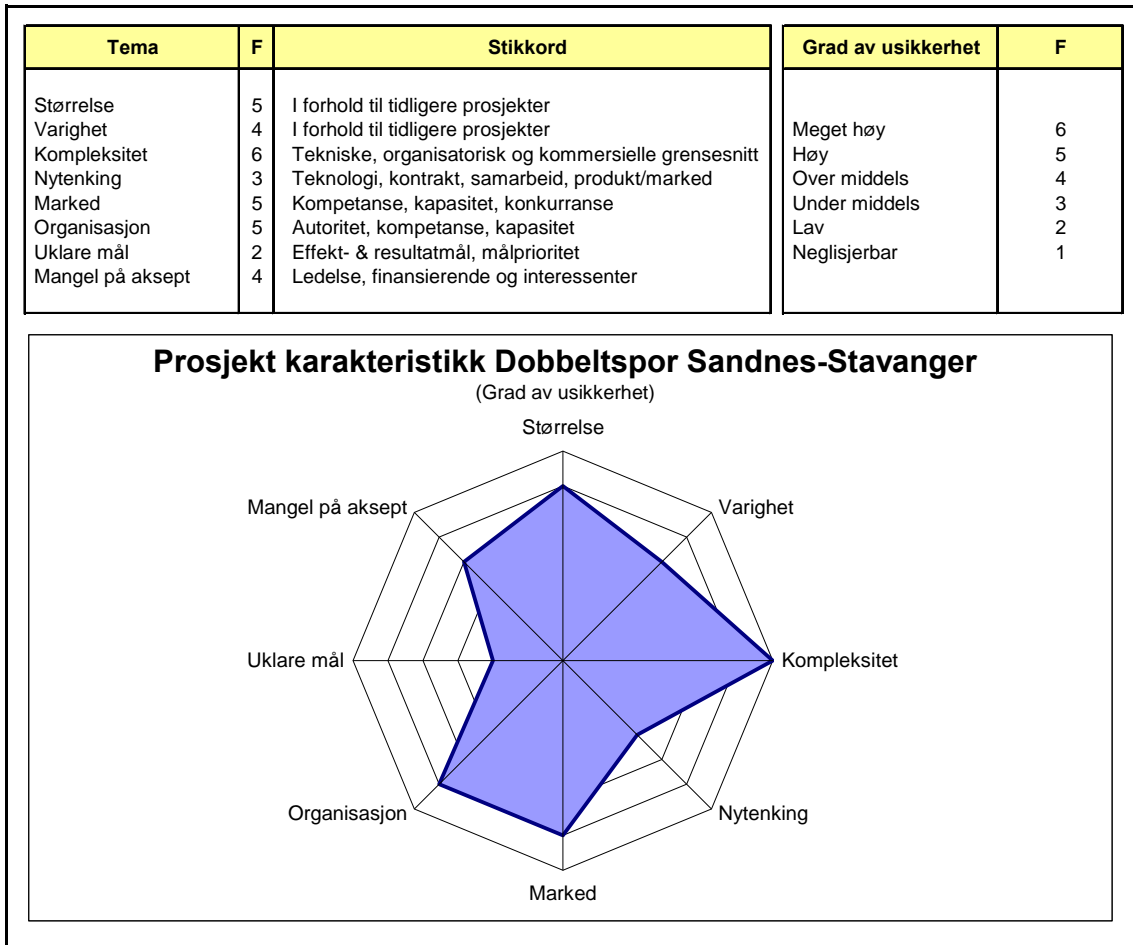 Tema F Stikkord Grad av usikkerhet F
Størrelse 5 I forhold til tidligere prosjekter
Varighet 4 I forhold til tidligere prosjekter Meget høy 6
Kompleksitet 6 Tekniske, organisatorisk og kommersielle grensesnitt Høy 5
Nytenking 3 Teknologi, kontrakt, samarbeid, produkt/marked Over middels 4
Marked 5 Kompetanse, kapasitet, konkurranse Under middels 3
Organisasjon 5 Autoritet, kompetanse, kapasitet Lav 2
Uklare mål 2 Effekt- & resultatmål, målprioritet Neglisjerbar 1
Mangel på aksept 4 Ledelse, finansierende og interessenter
Prosjekt karakteristikk Dobbeltspor Sandnes-Stavanger
(Grad av usikkerhet)
Størrelse
Mangel på aksept Varighet
Uklare mål Kompleksitet
Organisasjon Nytenking
Marked